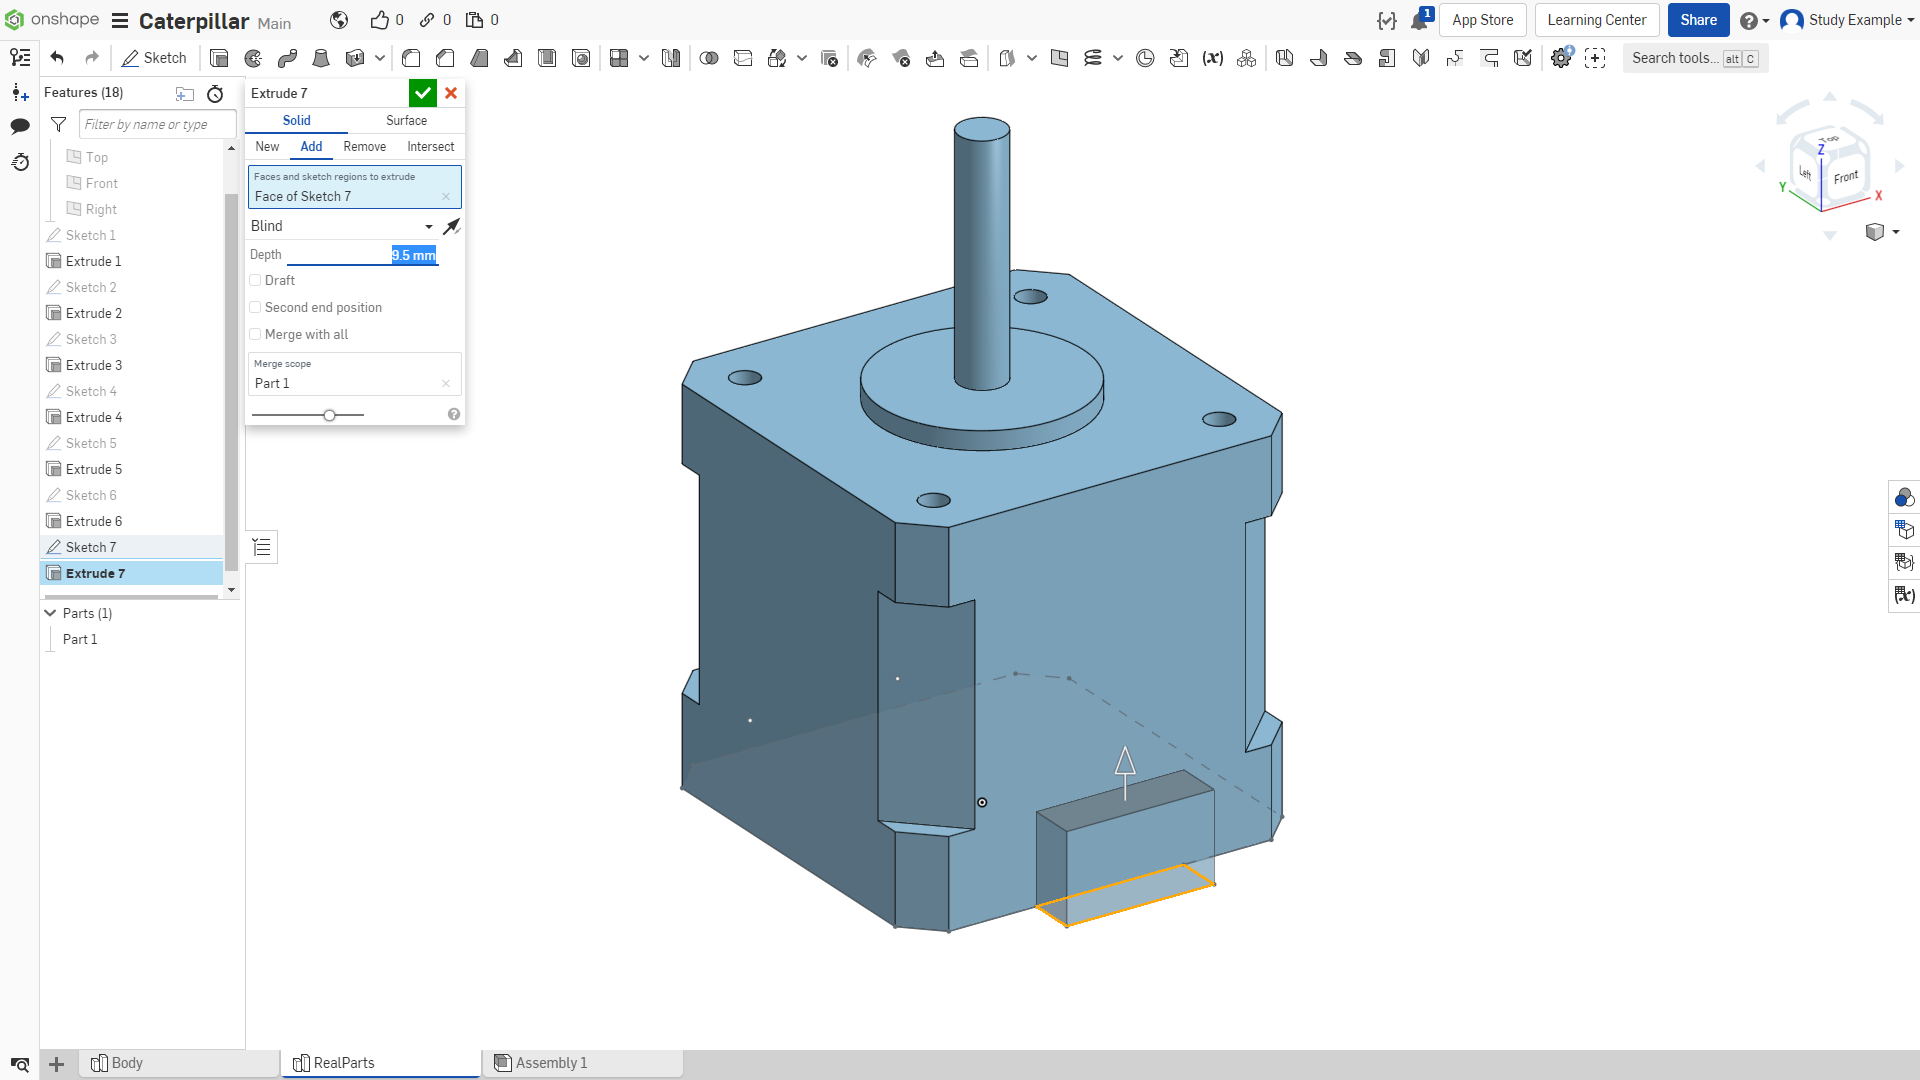 onshape
Caterpillar Main
0
0
0
1
App Store
Learning Center
Share
Study Example
Sketch
Search tools... alt C
Features (18)
Filter by name or type
Top
Front
Right
Sketch 1
Extrude 1
Sketch 2
Extrude 2
Sketch 3
Extrude 3
Sketch 4
Extrude 4
Sketch 5
Extrude 5
Sketch 6
Extrude 6
Sketch 7
Extrude 7
Parts (1)
Part 1
Extrude 7
Solid
Surface
New
Add
Remove
Intersect
Faces and sketch regions to extrude
Face of Sketch 7
Blind
Depth
9.5 mm
Draft
Second end position
Merge with all
Merge scope
Part 1
Top
Z
Left
Front
Y
X
Body
RealParts
Assembly 1